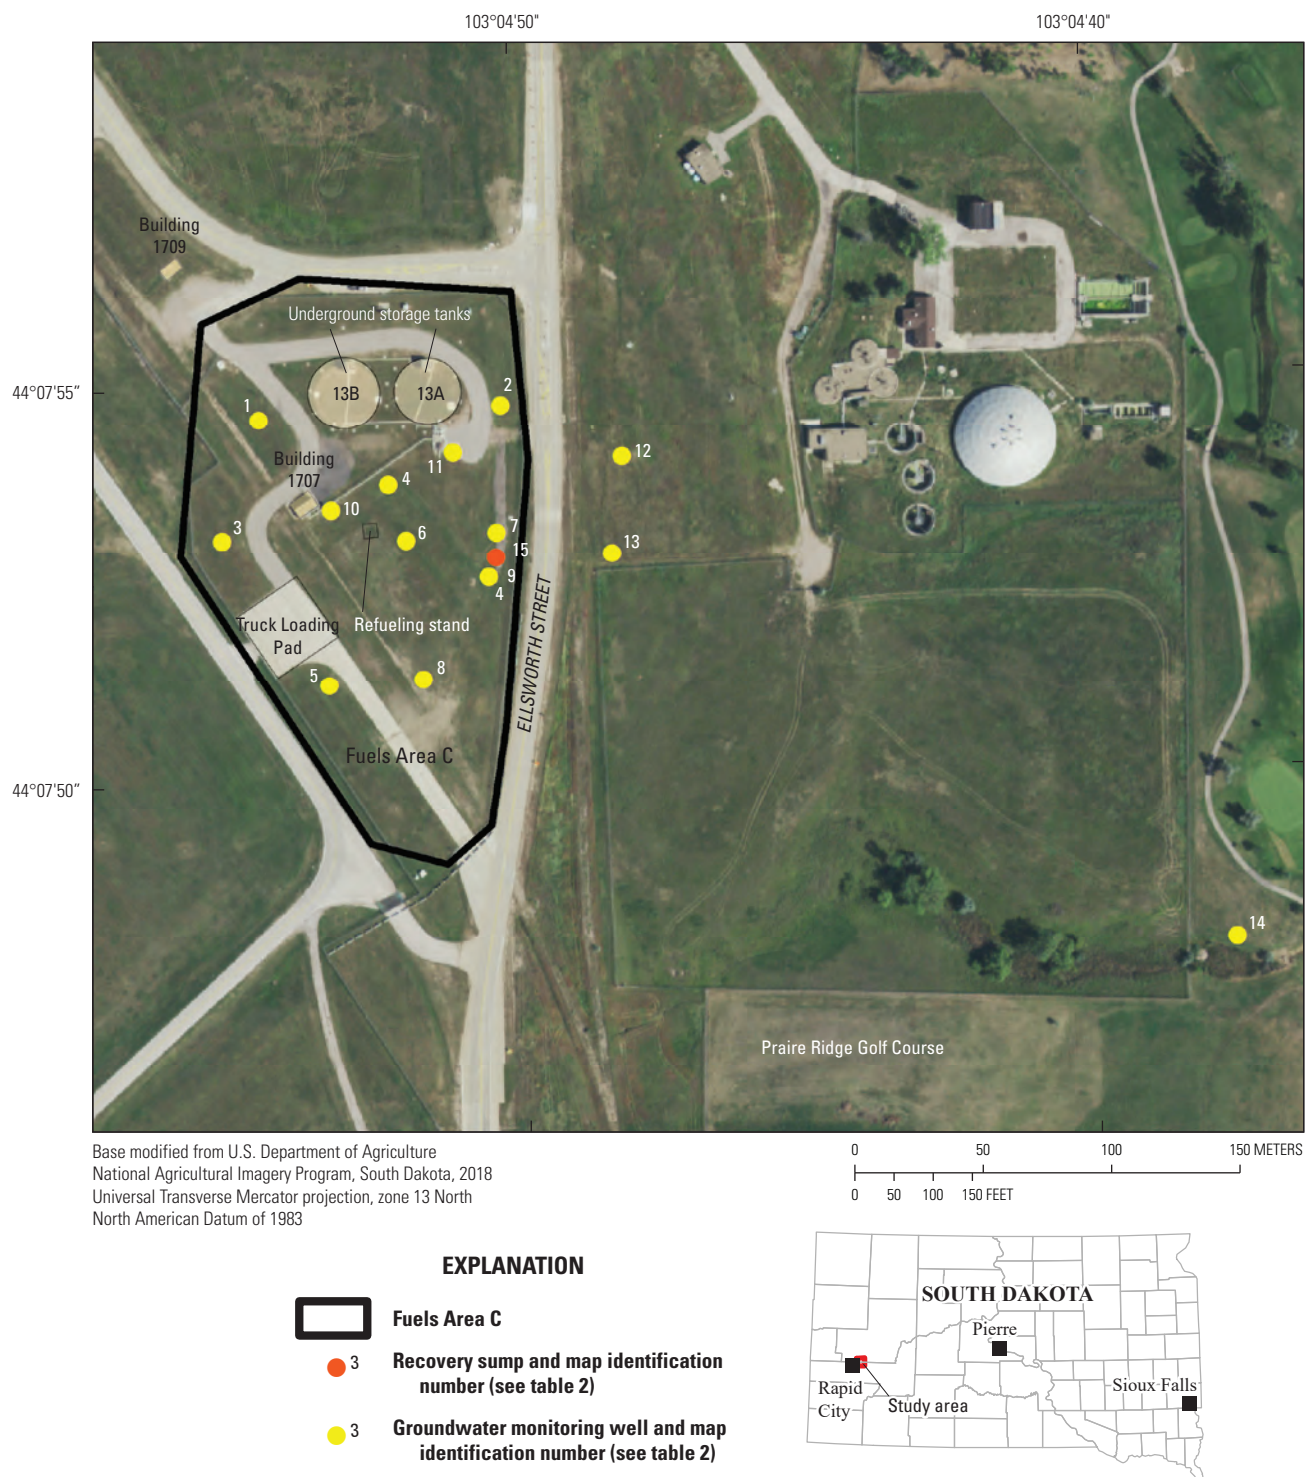 103°04'50"
103°04'40"
Building
1709
Underground storage tanks
44°07'55"
13B
13A
2
1
12
11
Building
1707
4
10
3
6
7
13
15
9
4
ELLSWORTH STREET
Truck Loading
Pad
Refueling stand
5
8
Fuels Area C
44°07'50"
14
Praire Ridge Golf Course
Base modified from U.S. Department of Agriculture
National Agricultural Imagery Program, South Dakota, 2018
Universal Transverse Mercator projection, zone 13 North
North American Datum of 1983
0 50 100 150 METERS
0 50 100 150 FEET
EXPLANATION
Fuels Area C
3 Recovery sump and map identification
number (see table 2)
3 Groundwater monitoring well and map
identification number (see table 2)
SOUTH DAKOTA
Pierre
Rapid
City
Study area
Sioux Falls